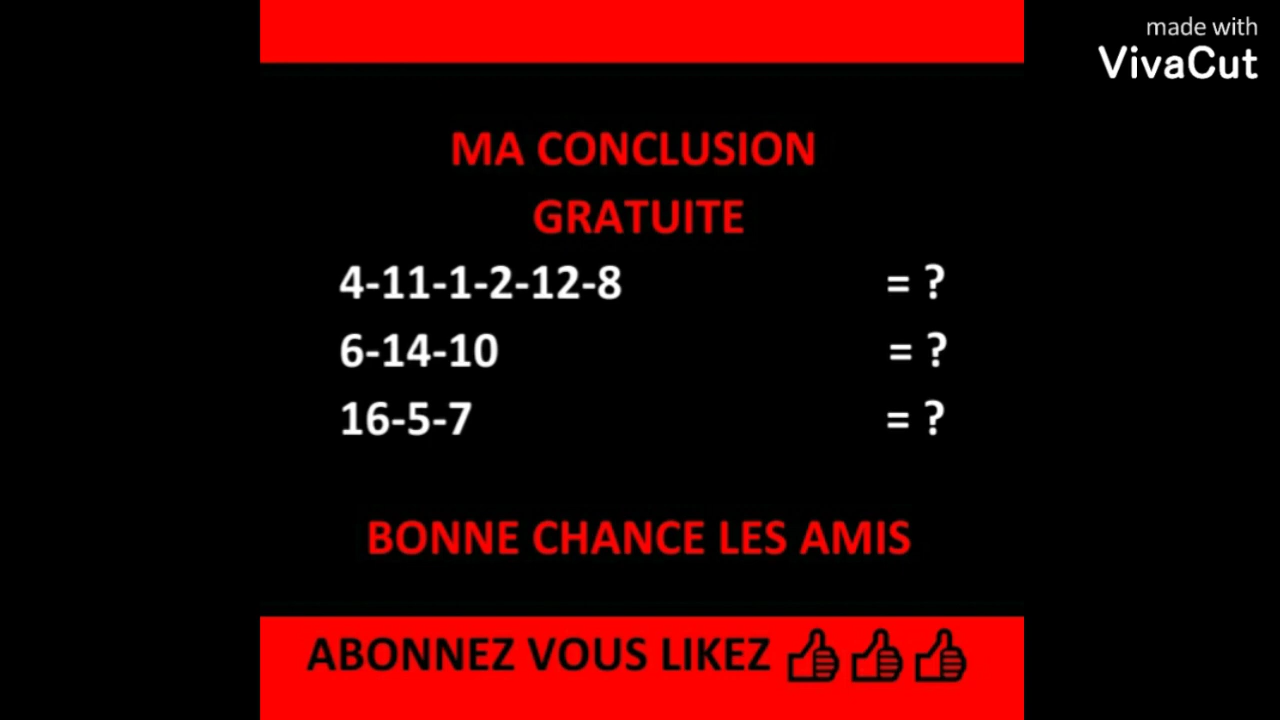 made with
VivaCut
MA CONCLUSION
GRATUITE
4-11-1-2-12-8 = ?
6-14-10 = ?
16-5-7 = ?
BONNE CHANCE LES AMIS
ABONNEZ VOUS LIKEZ 👍👍👍